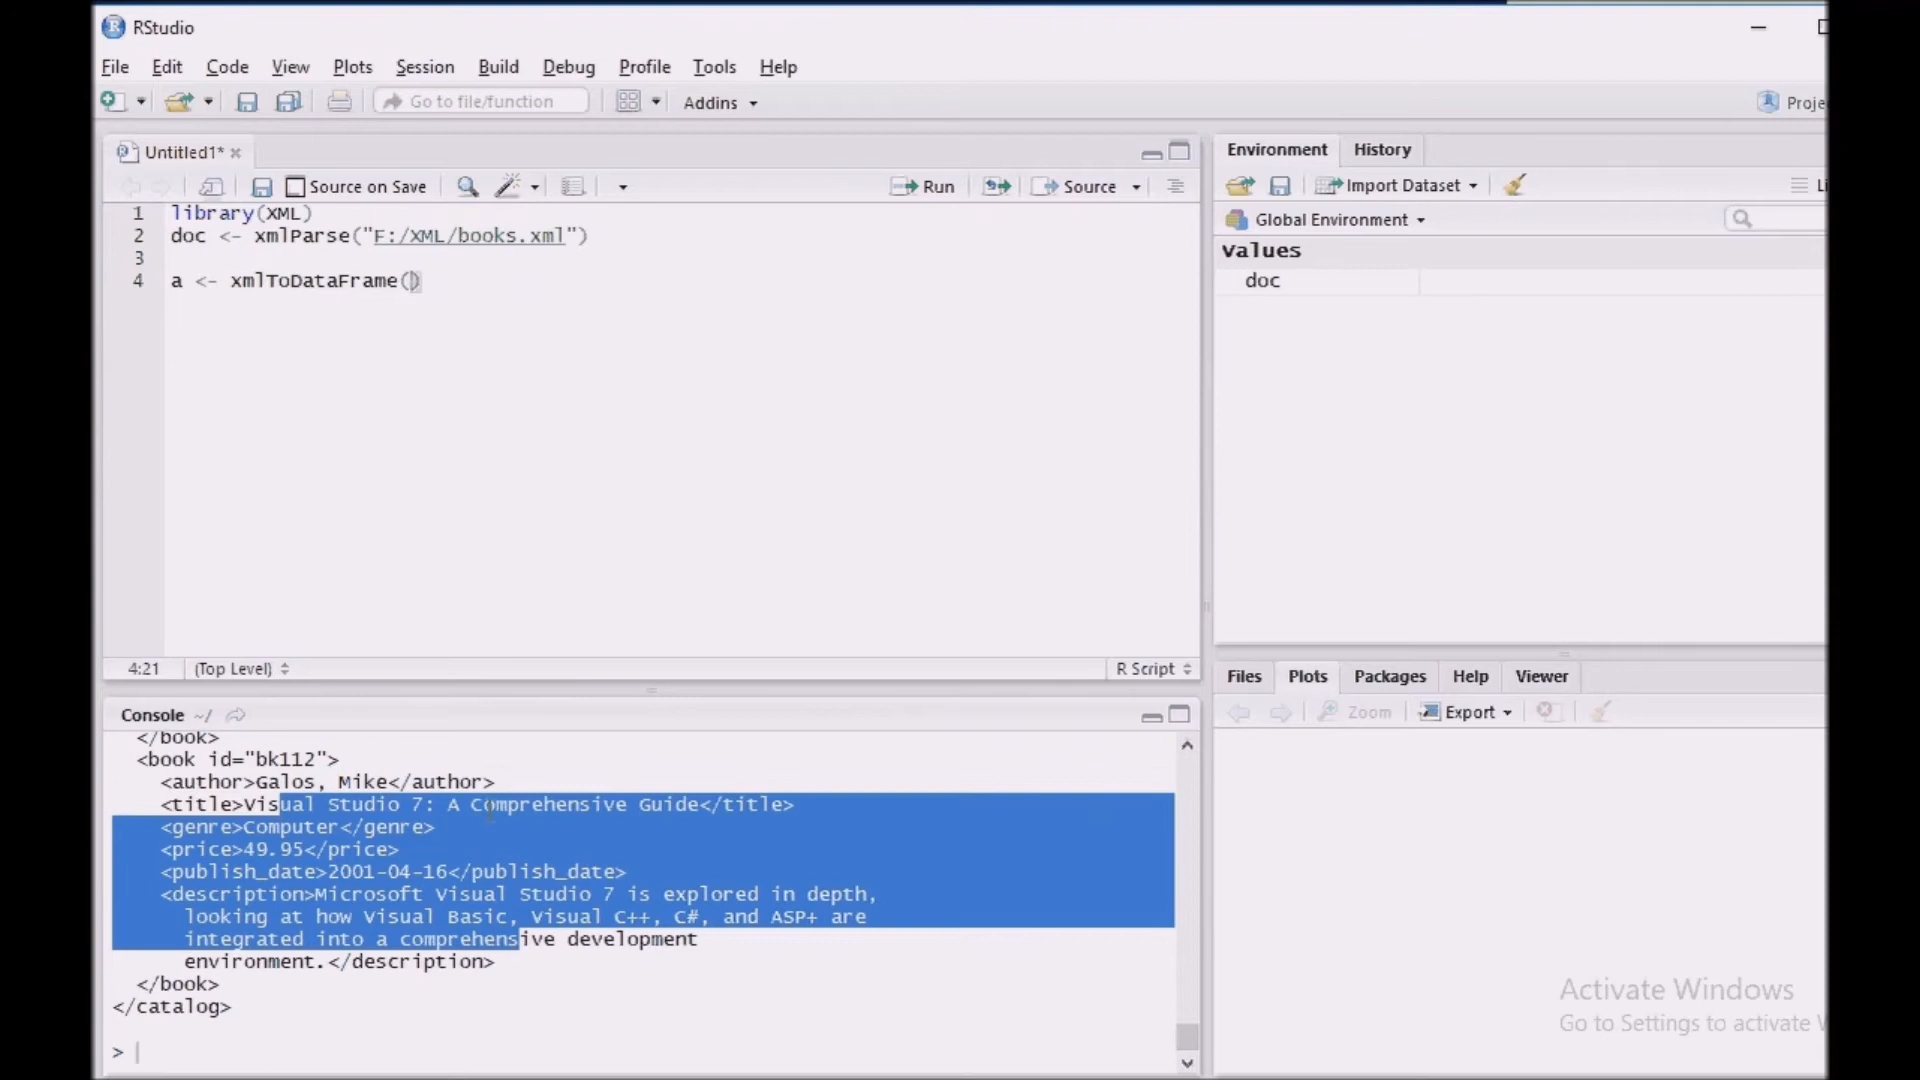 RStudio
File Edit Code View Plots Session Build Debug Profile Tools Help
Go to file/function Addins
Untitled1*
Source on Save Run Source
1 library(XML)
2 doc <- xmlParse("F:/XML/books.xml")
3
4 a <- xmlToDataFrame()
4:21 (Top Level) R Script
Console ~/
</book>
<book id="bk112">
<author>Galos, Mike</author>
<title>Visual Studio 7: A Comprehensive Guide</title>
<genre>Computer</genre>
<price>49.95</price>
<publish_date>2001-04-16</publish_date>
<description>Microsoft Visual Studio 7 is explored in depth,
looking at how Visual Basic, Visual C++, C#, and ASP+ are
integrated into a comprehensive development
environment.</description>
</book>
</catalog>
>
Proje
Environment History
Import Dataset Li
Global Environment
Values
doc
Files Plots Packages Help Viewer
Zoom Export
Activate Windows
Go to Settings to activate